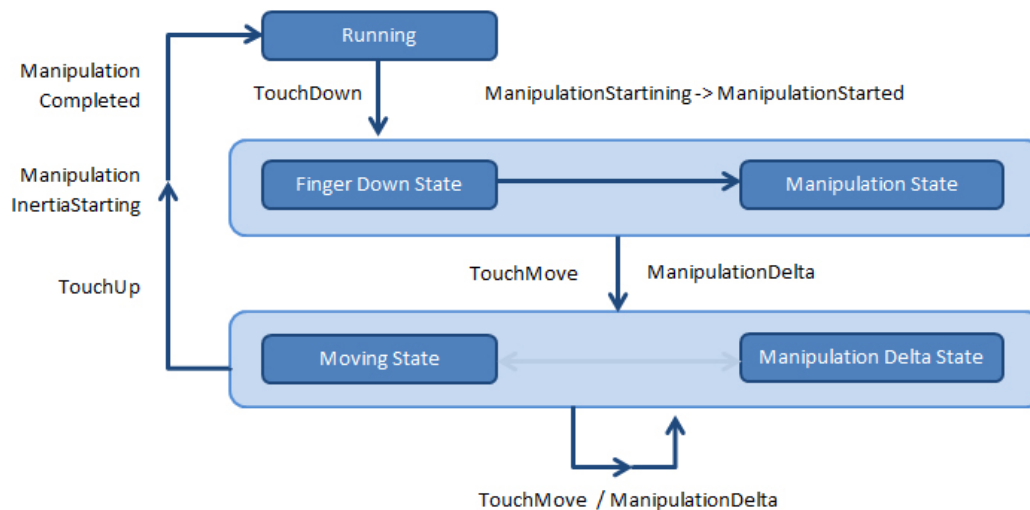 Running
Manipulation
Completed
TouchDown
ManipulationStartining -> ManipulationStarted
Manipulation
InertiaStarting
Finger Down State
Manipulation State
TouchMove
ManipulationDelta
TouchUp
Moving State
Manipulation Delta State
TouchMove / ManipulationDelta